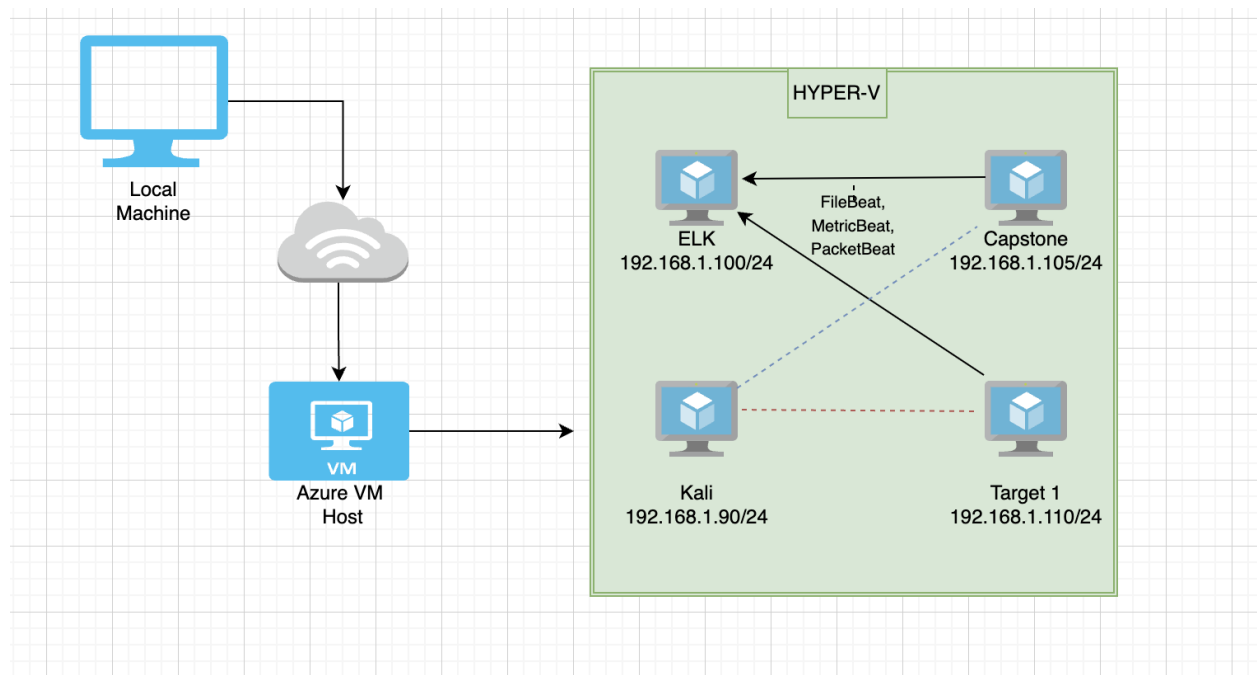 Local
Machine
VM
Azure VM
Host
HYPER-V
ELK
192.168.1.100/24
FileBeat,
MetricBeat,
PacketBeat
Capstone
192.168.1.105/24
Kali
192.168.1.90/24
Target 1
192.168.1.110/24